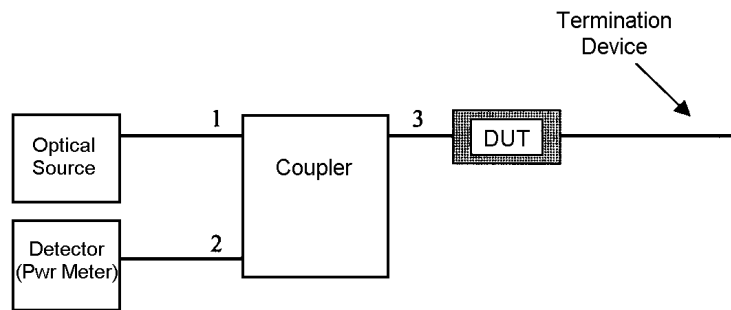 Termination
Device
1
3
Optical
Source
Coupler
DUT
2
Detector
(Pwr Meter)